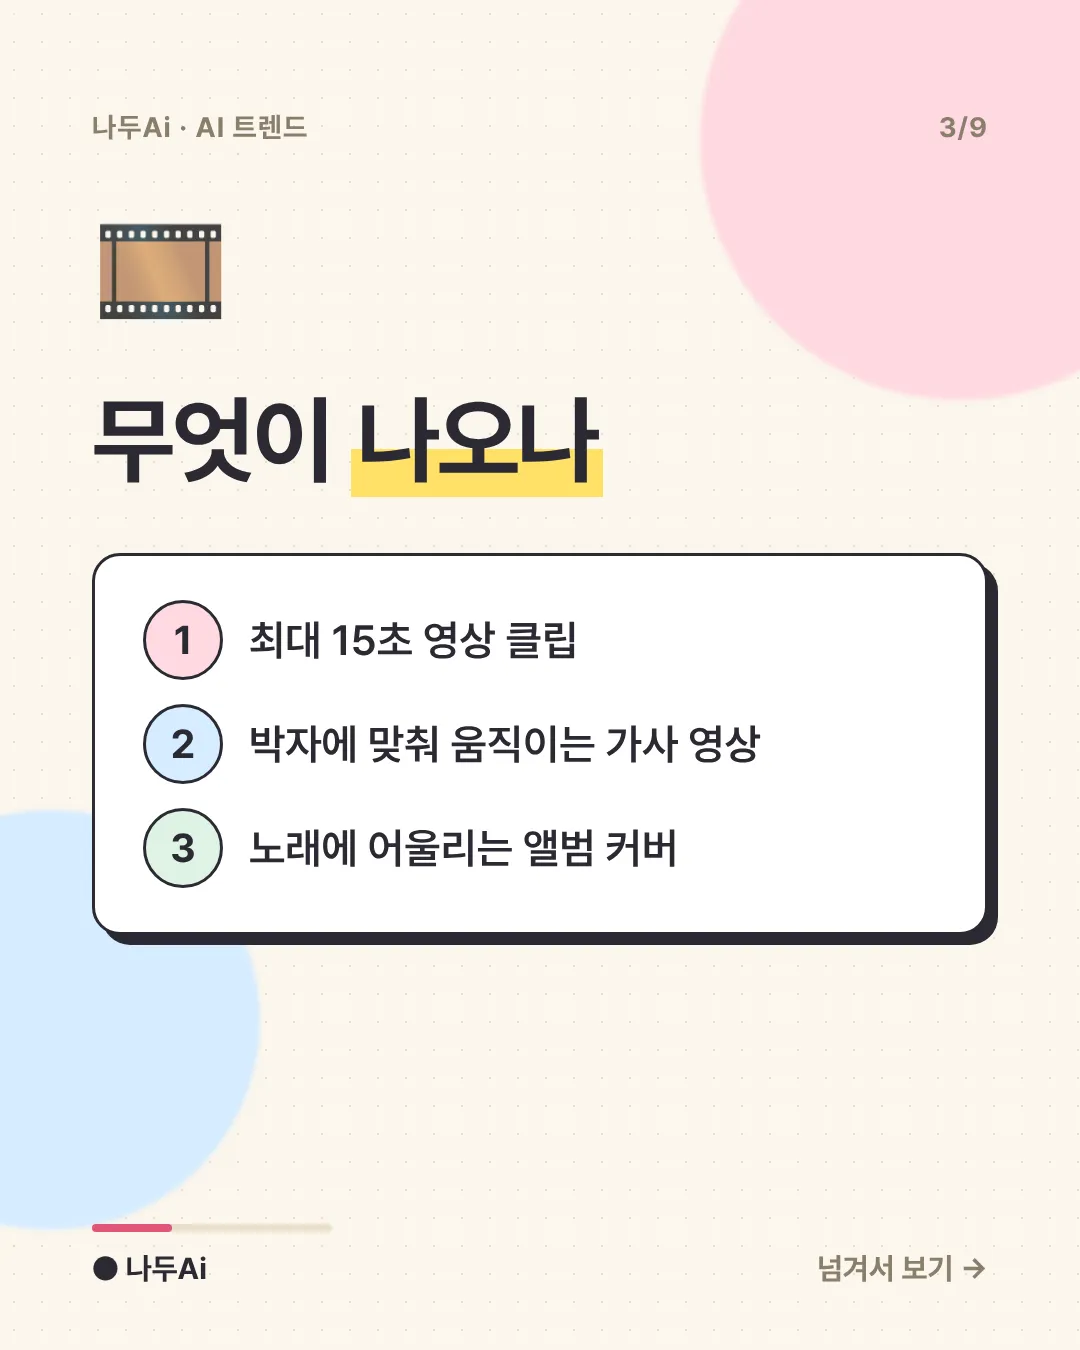 나두Ai · AI 트렌드
3/9
무엇이 나오나
1 최대 15초 영상 클립
2 박자에 맞춰 움직이는 가사 영상
3 노래에 어울리는 앨범 커버
나두Ai
넘겨서 보기 →